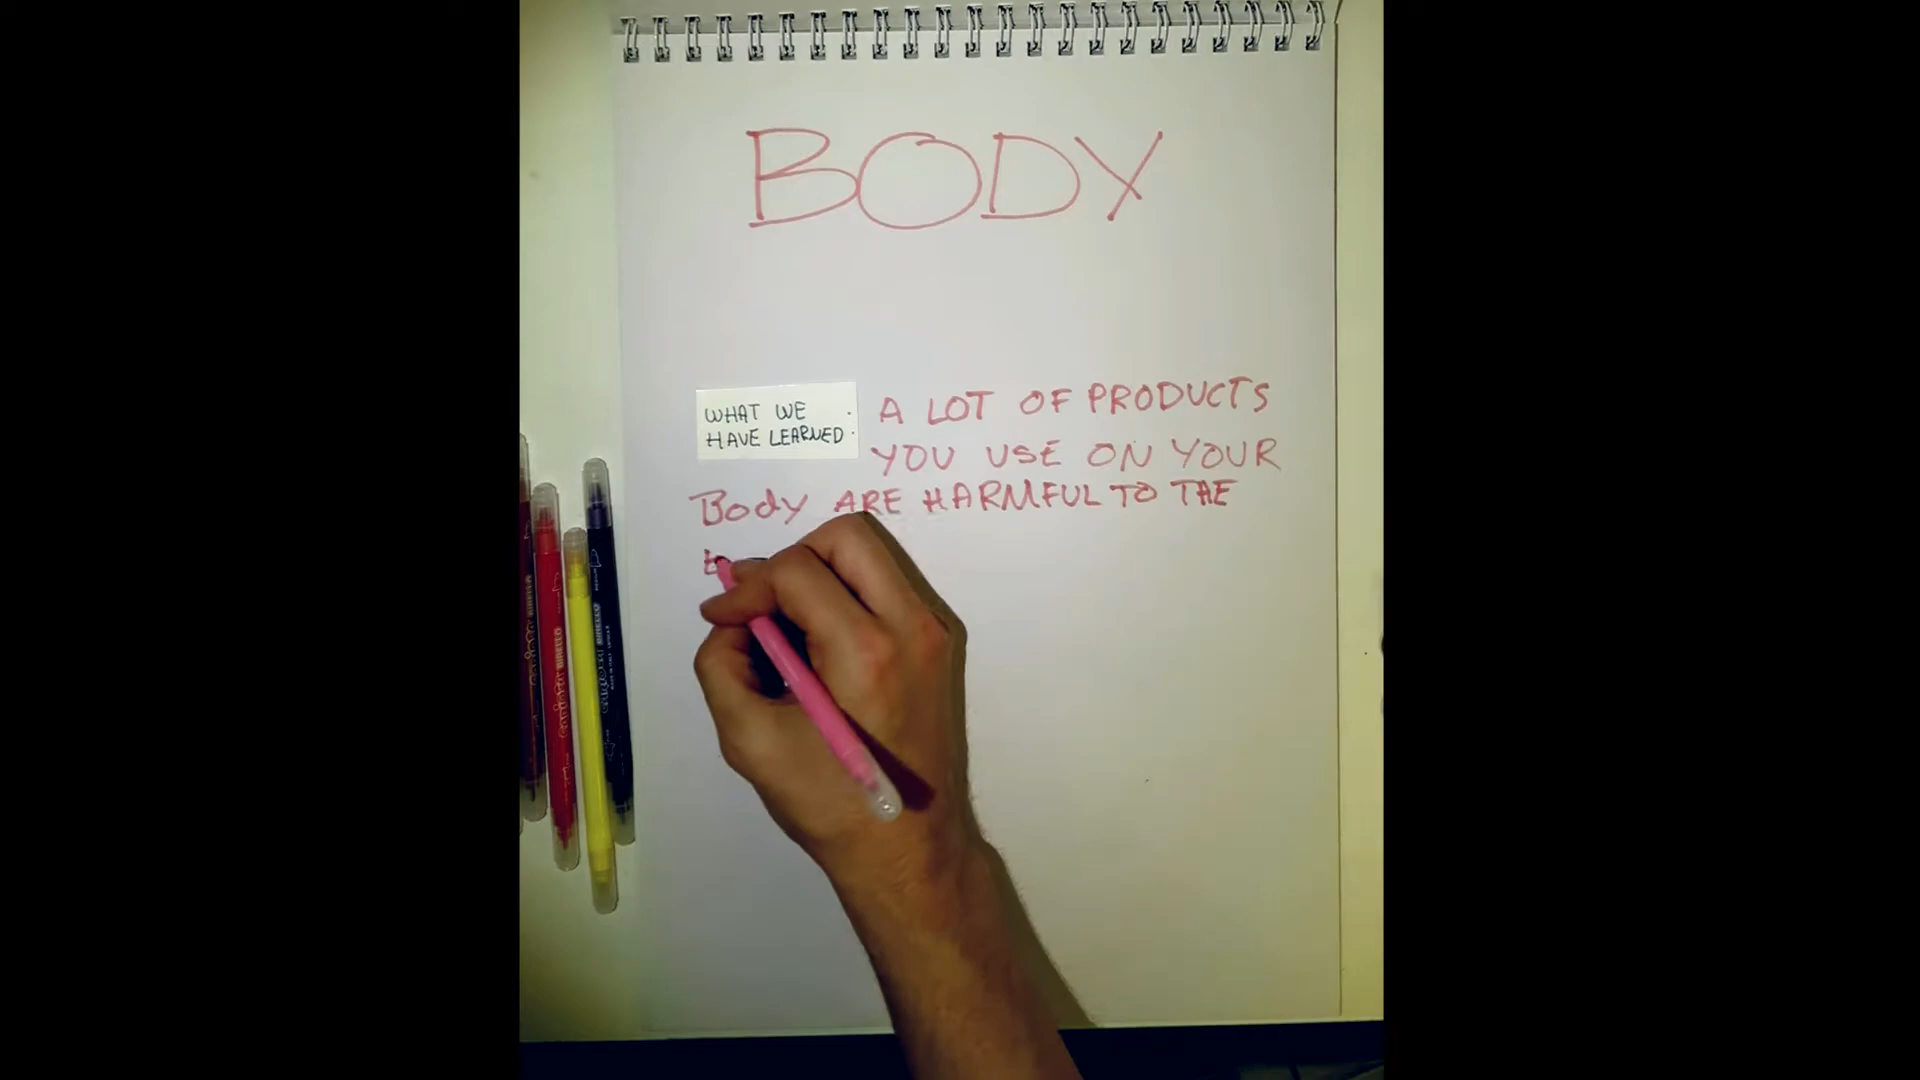 BODY
WHAT WE
HAVE LEARNED
A LOT OF PRODUCTS
YOU USE ON YOUR
Body ARE HARMFUL TO THE